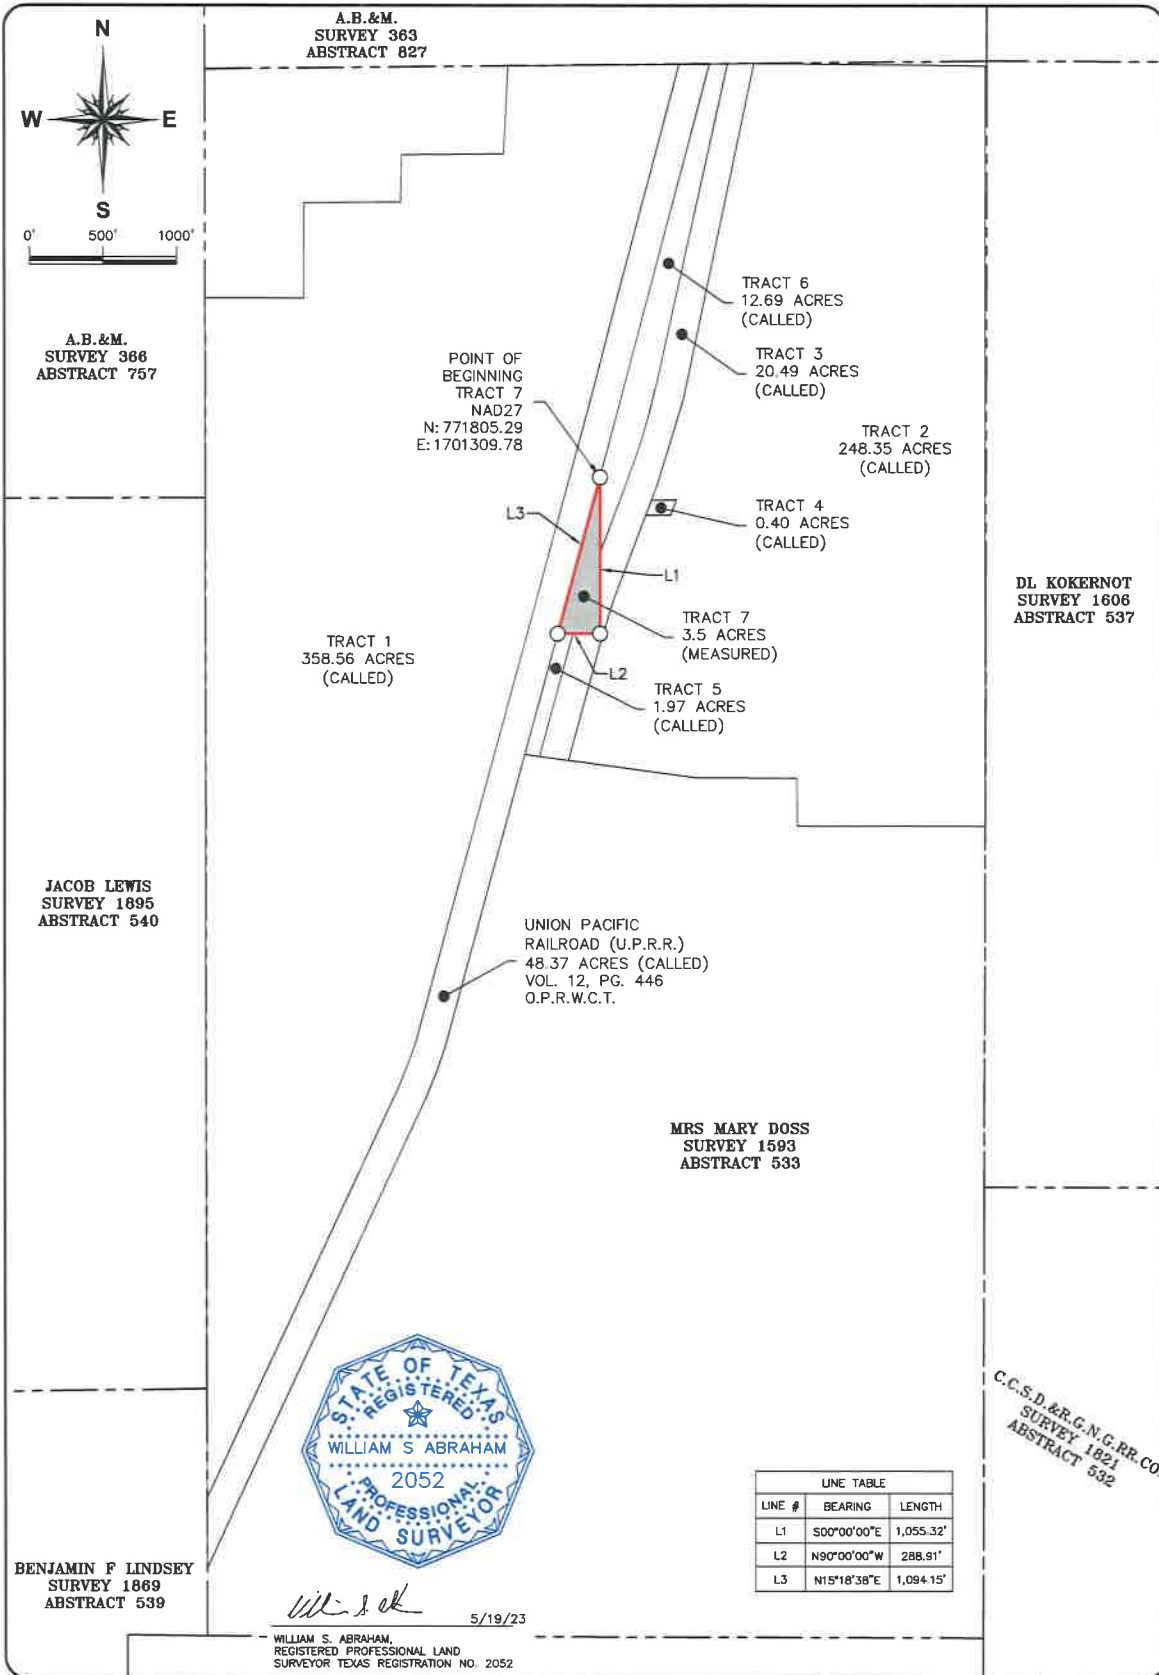 A.B.&M.
SURVEY 363
ABSTRACT 827
N
W
E
S
0'
500'
1000'
A.B.&M.
SURVEY 366
ABSTRACT 757
TRACT 6
12.69 ACRES
(CALLED)
TRACT 3
20.49 ACRES
(CALLED)
POINT OF
BEGINNING
TRACT 7
NAD27
N: 771805.29
E: 1701309.78
TRACT 2
248.35 ACRES
(CALLED)
TRACT 4
0.40 ACRES
(CALLED)
L3
L1
DL KOKERNOT
SURVEY 1606
ABSTRACT 537
TRACT 7
3.5 ACRES
(MEASURED)
TRACT 1
358.56 ACRES
(CALLED)
L2
TRACT 5
1.97 ACRES
(CALLED)
JACOB LEWIS
SURVEY 1895
ABSTRACT 540
UNION PACIFIC
RAILROAD (U.P.R.R.)
48.37 ACRES (CALLED)
VOL. 12, PG. 446
O.P.R.W.C.T.
MRS MARY DOSS
SURVEY 1593
ABSTRACT 533
C.C.S.D.&R.G.N.G.RR.CO.
SURVEY 1821
ABSTRACT 532
STATE OF TEXAS
REGISTERED
WILLIAM S ABRAHAM
2052
PROFESSIONAL
LAND SURVEYOR
LINE TABLE
LINE # BEARING LENGTH
L1 S00°00'00"E 1,055.32'
L2 N90°00'00"W 288.91'
L3 N15°18'38"E 1,094.15'
BENJAMIN F LINDSEY
SURVEY 1869
ABSTRACT 539
5/19/23
WILLIAM S. ABRAHAM,
REGISTERED PROFESSIONAL LAND
SURVEYOR TEXAS REGISTRATION NO. 2052